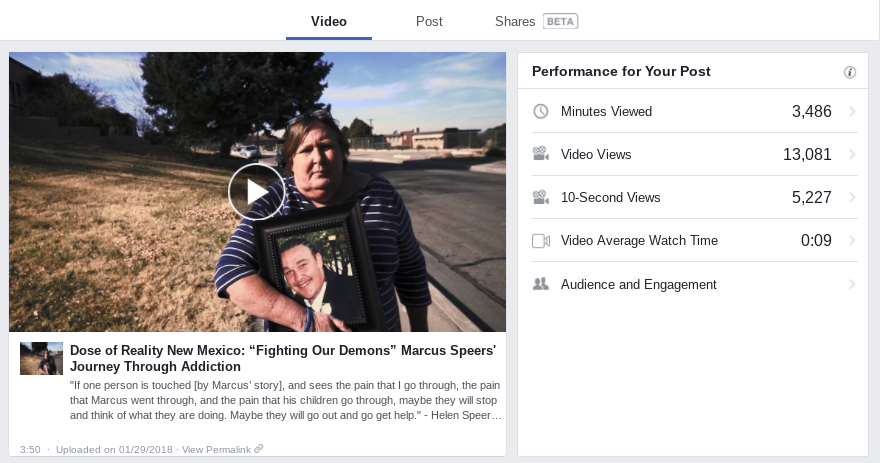 Video Post Shares BETA
Performance for Your Post
Minutes Viewed 3,486
Video Views 13,081
10-Second Views 5,227
Video Average Watch Time 0:09
Audience and Engagement
Dose of Reality New Mexico: “Fighting Our Demons” Marcus Speers'
Journey Through Addiction
"If one person is touched [by Marcus’ story], and sees the pain that I go through, the pain
that Marcus went through, and the pain that his children go through, maybe they will stop
and think of what they are doing. Maybe they will go out and go get help." - Helen Speer…
3:50 · Uploaded on 01/29/2018 · View Permalink